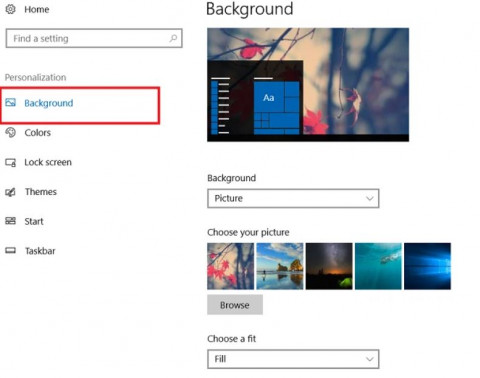 Home
Find a setting
Personalization
Background
Colors
Lock screen
Themes
Start
Taskbar
Background
Aa
Background
Picture
Choose your picture
Browse
Choose a fit
Fill